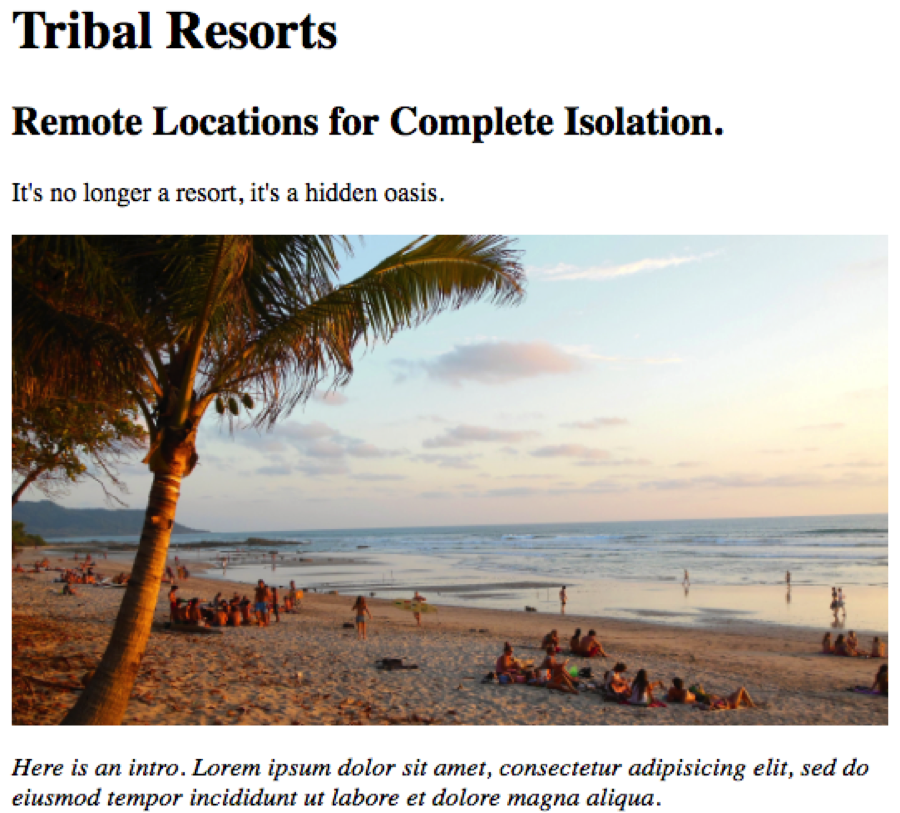 Tribal Resorts
Remote Locations for Complete Isolation.
It's no longer a resort, it's a hidden oasis.
Here is an intro. Lorem ipsum dolor sit amet, consectetur adipisicing elit, sed do
eiusmod tempor incididunt ut labore et dolore magna aliqua.